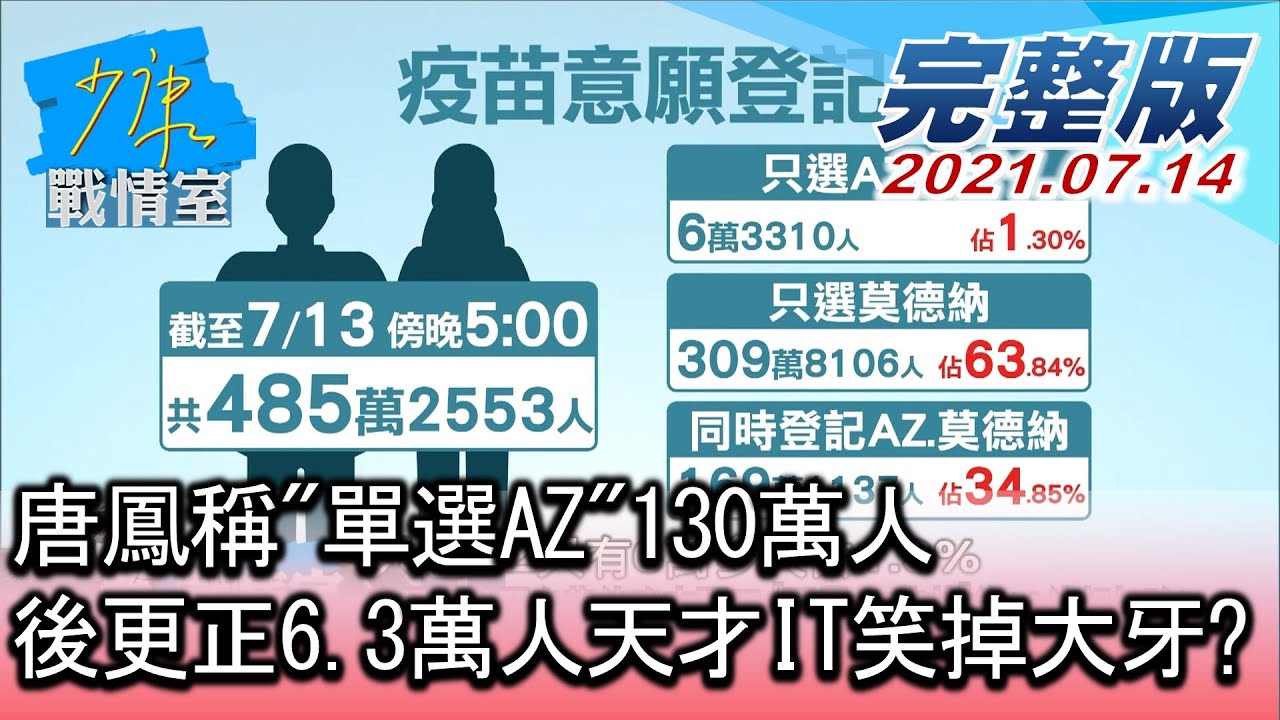 少康
戰情室
疫苗意願登記
完整版
2021.07.14
只選A
6萬3310人 佔1.30%
截至7/13 傍晚5:00
共485萬2553人
只選莫德納
309萬8106人 佔63.84%
同時登記AZ.莫德納
人 佔34.85%
唐鳳稱"單選AZ"130萬人
後更正6.3萬人天才IT笑掉大牙?